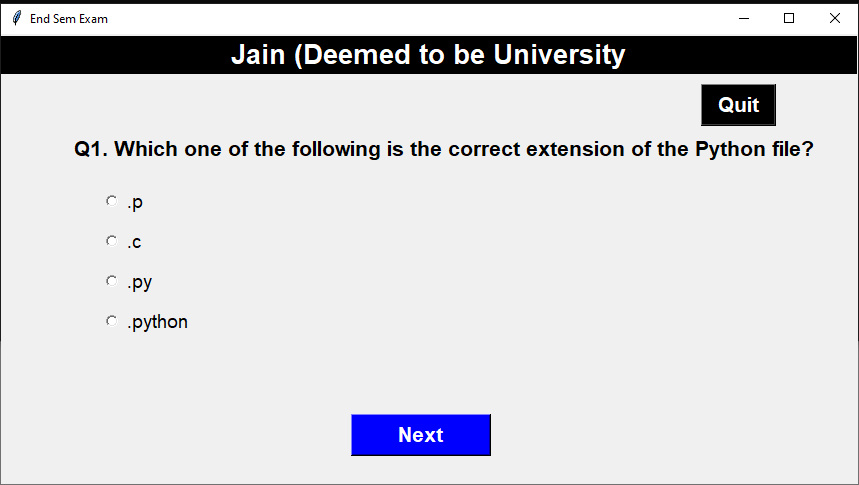 End Sem Exam
Jain (Deemed to be University
Quit
Q1. Which one of the following is the correct extension of the Python file?
.p
.c
.py
.python
Next